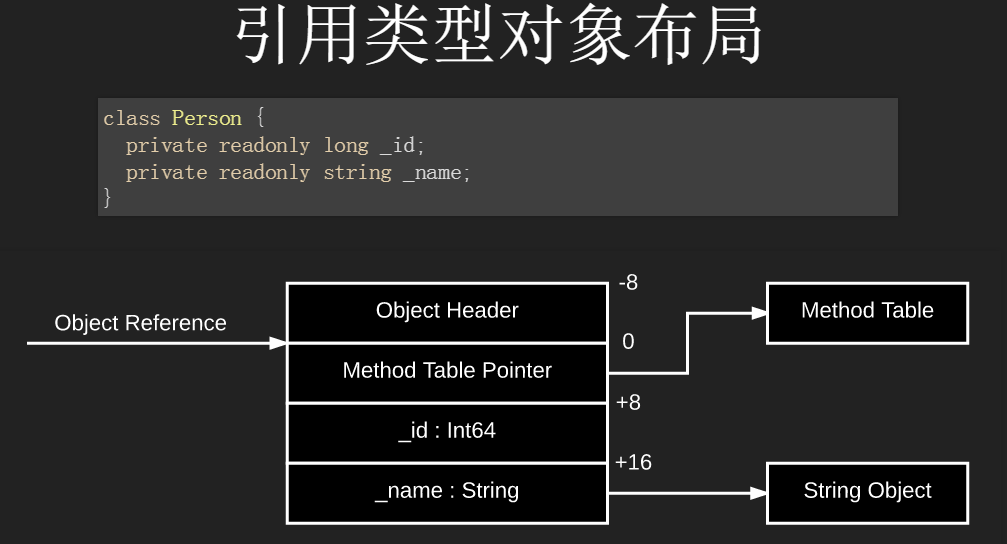 引用类型对象布局
class Person {
  private readonly long _id;
  private readonly string _name;
}
-8
Object Header
Method Table
Object Reference
0
Method Table Pointer
+8
_id : Int64
+16
_name : String
String Object